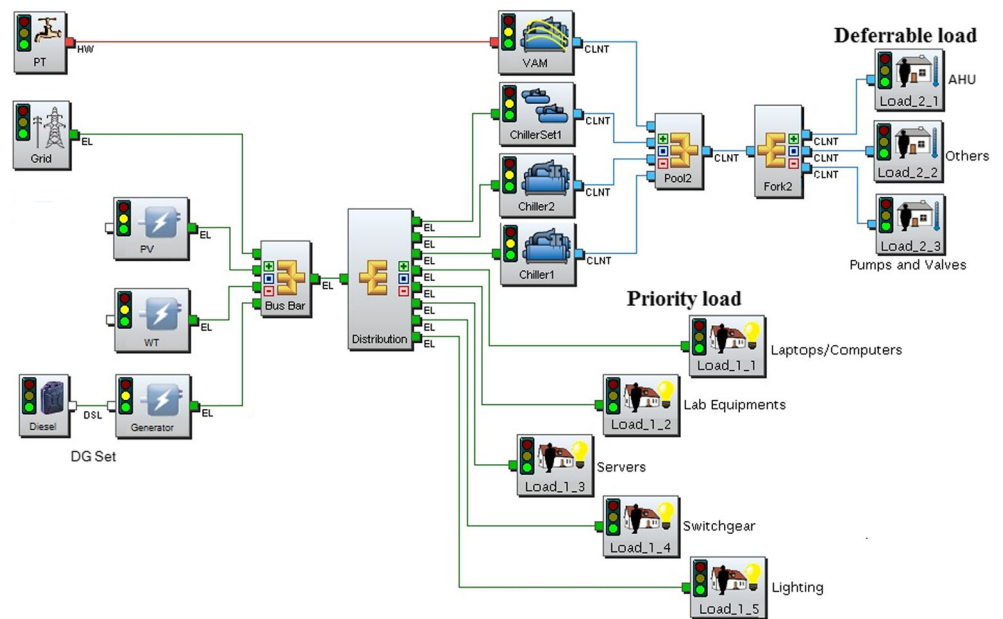 PT
HW
VAM
CLNT
Deferrable load
Load_2_1
AHU
Grid
EL
EL
ChillerSet1
CLNT
Pool2
CLNT
Fork2
CLNT
CLNT
CLNT
Load_2_2
Others
EL
Chiller2
CLNT
PV
EL
Bus Bar
EL
Distribution
EL
EL
EL
EL
EL
EL
EL
Chiller1
CLNT
Load_2_3
Pumps and Valves
WT
EL
Priority load
Load_1_1
Laptops/Computers
Diesel
DSL
Generator
EL
DG Set
Load_1_2
Lab Equipments
Load_1_3
Servers
Load_1_4
Switchgear
Load_1_5
Lighting